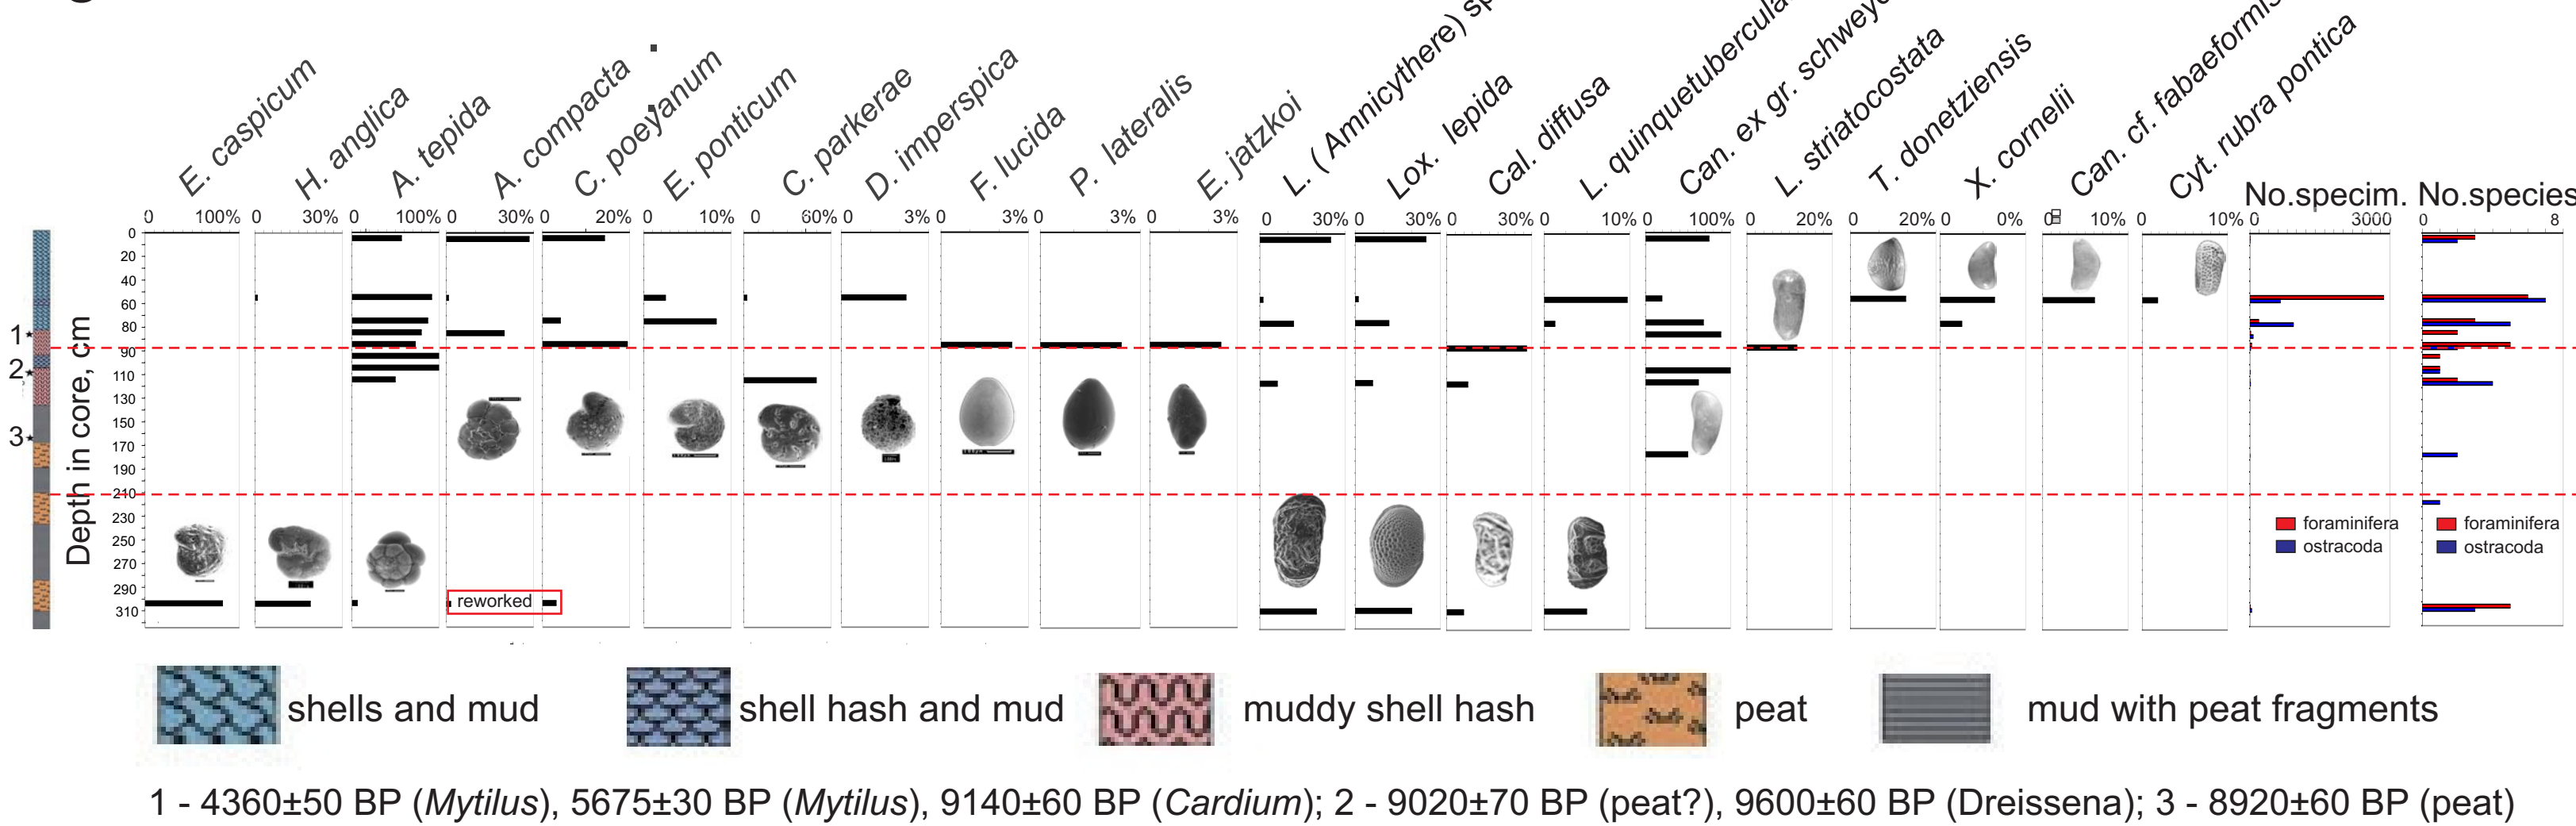 E. caspicum
H. anglica
A. tepida
A. compacta
C. poeyanum
E. ponticum
C. parkerae
D. imperspica
F. lucida
P. lateralis
E. jatzkoi
L. (Amnicythere)
Lox. lepida
Cal. diffusa
L.
Can. ex gr.
L. striatocostata
T. donetziensis
X. cornelii
Can. cf. fabaeformis
Cyt. rubra pontica
No.specim. No.species
0 100% 0 30% 0 100% 0 30% 0 20% 0 10% 0 60% 0 3% 0 3% 0 3% 0 3% 0 30% 0 30% 0 30% 0 10% 0 100% 0 20% 0 20% 0 0% 0 10% 0 10% 0 3000 0 8
Depth in core, cm
0
20
40
60
80
90
110
130
150
170
190
210
230
250
270
290
310
1
2
3
reworked
foraminifera
ostracoda
foraminifera
ostracoda
shells and mud shell hash and mud muddy shell hash peat mud with peat fragments
1 - 4360±50 BP (Mytilus), 5675±30 BP (Mytilus), 9140±60 BP (Cardium); 2 - 9020±70 BP (peat?), 9600±60 BP (Dreissena); 3 - 8920±60 BP (peat)